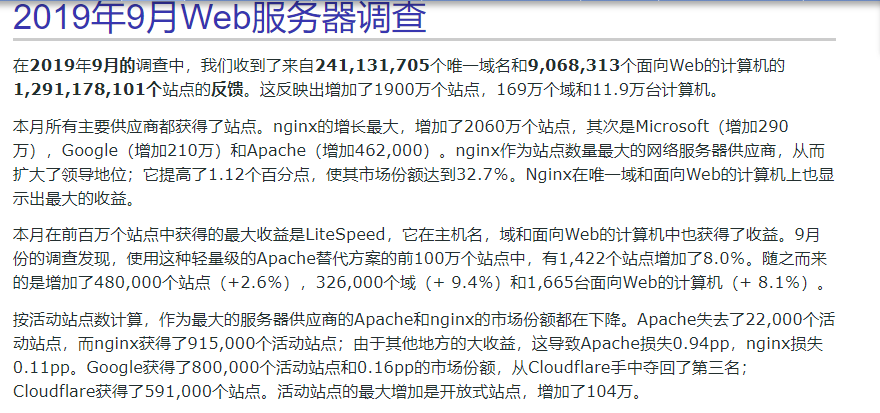 2019年9月Web服务器调查
在2019年9月的调查中，我们收到了来自241,131,705个唯一域名和9,068,313个面向Web的计算机的
1,291,178,101个站点的反馈。这反映出增加了1900万个站点，169万个域和11.9万台计算机。
本月所有主要供应商都获得了站点。nginx的增长最大，增加了2060万个站点，其次是Microsoft（增加290
万），Google（增加210万）和Apache（增加462,000）。nginx作为站点数量最大的网络服务器供应商，从而
扩大了领导地位；它提高了1.12个百分点，使其市场份额达到32.7%。Nginx在唯一域和面向Web的计算机上也显
示出最大的收益。
本月在前百万个站点中获得的最大收益是LiteSpeed，它在主机名，域和面向Web的计算机中也获得了收益。9月
份的调查发现，使用这种轻量级的Apache替代方案的前100万个站点中，有1,422个站点增加了8.0%。随之而来
的是增加了480,000个站点（+2.6%），326,000个域（+ 9.4%）和1,665台面向Web的计算机（+ 8.1%）。
按活动站点数计算，作为最大的服务器供应商的Apache和nginx的市场份额都在下降。Apache失去了22,000个活
动站点，而nginx获得了915,000个活动站点；由于其他地方的大收益，这导致Apache损失0.94pp，nginx损失
0.11pp。Google获得了800,000个活动站点和0.16pp的市场份额，从Cloudflare手中夺回了第三名；
Cloudflare获得了591,000个站点。活动站点的最大增加是开放式站点，增加了104万。